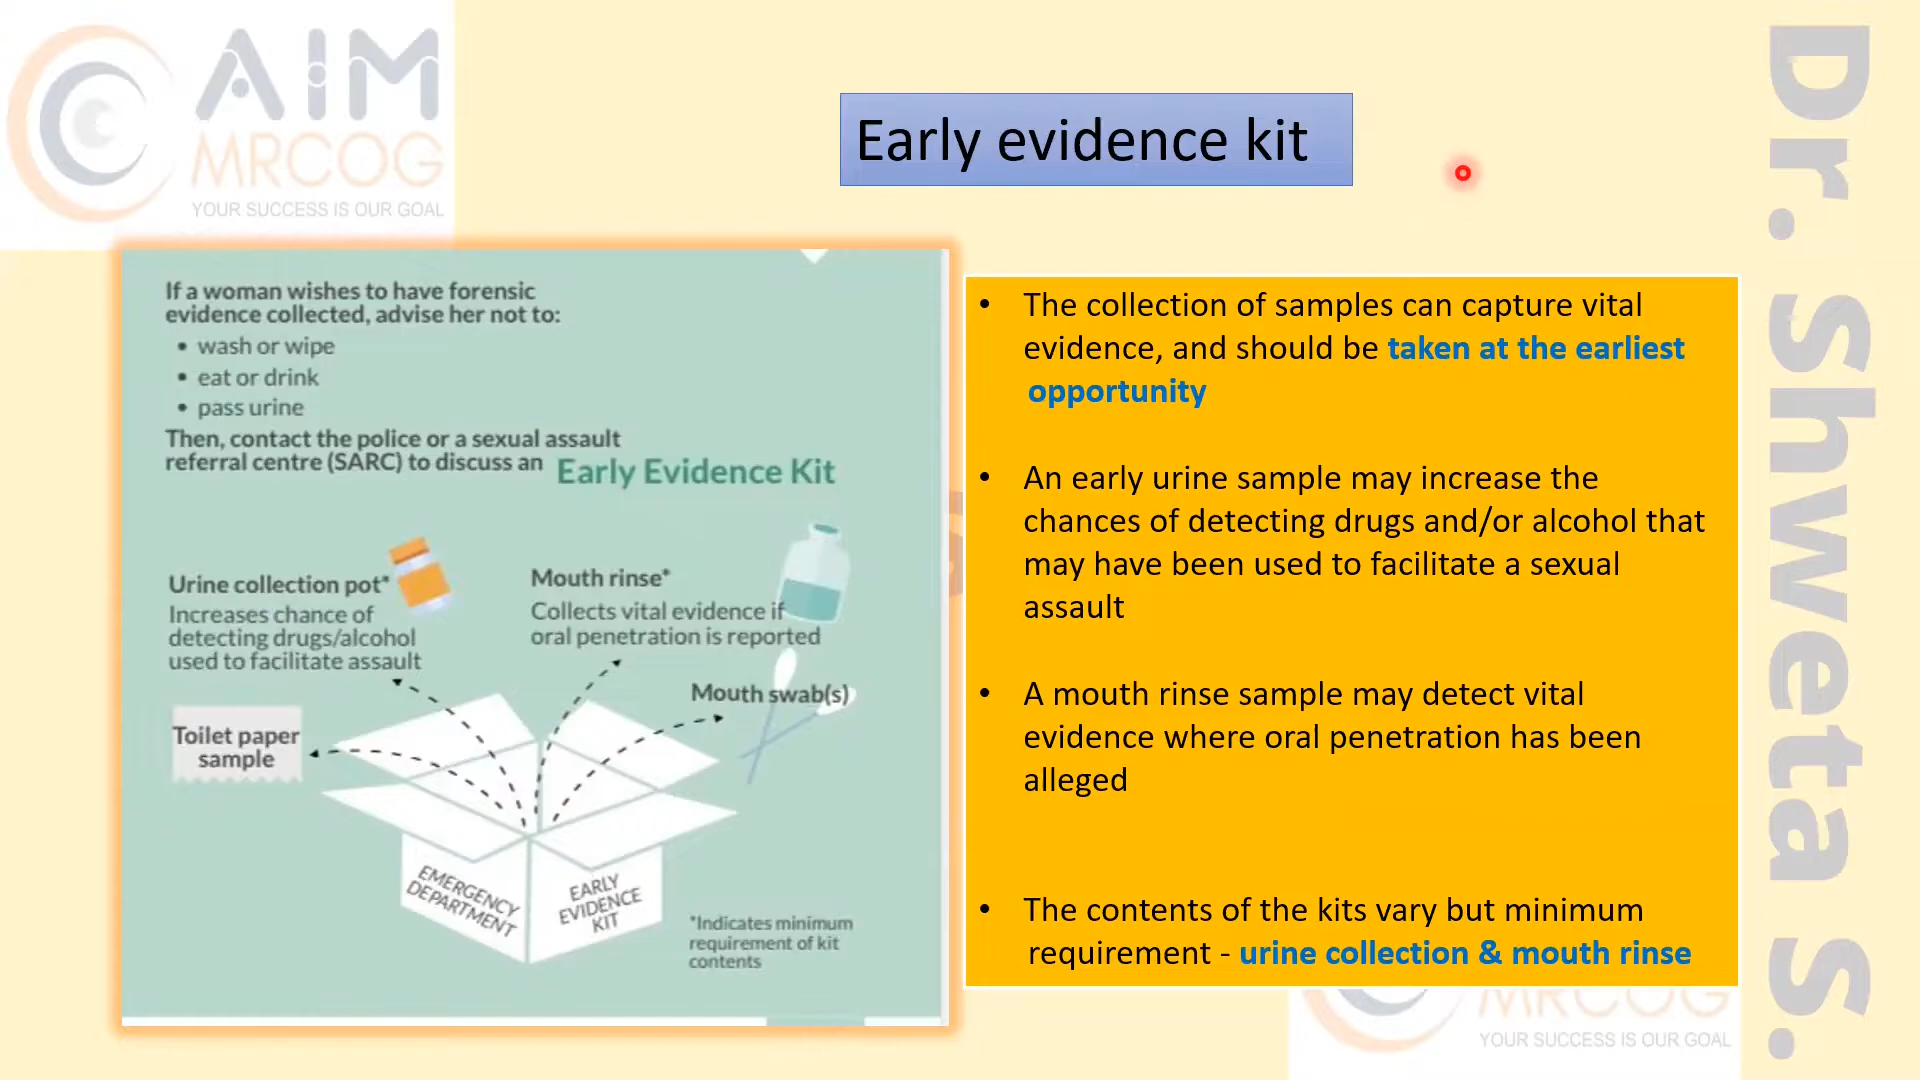 AIM
MRCOG
YOUR SUCCESS IS OUR GOAL
Early evidence kit
If a woman wishes to have forensic
evidence collected, advise her not to:
• wash or wipe
• eat or drink
• pass urine
Then, contact the police or a sexual assault
referral centre (SARC) to discuss an Early Evidence Kit
Urine collection pot*
Increases chance of
detecting drugs/alcohol
used to facilitate assault
Mouth rinse*
Collects vital evidence if
oral penetration is reported
Mouth swab(s)
Toilet paper
sample
EMERGENCY
DEPARTMENT
EARLY
EVIDENCE
KIT
*Indicates minimum
requirement of kit
contents
• The collection of samples can capture vital
evidence, and should be taken at the earliest
opportunity
• An early urine sample may increase the
chances of detecting drugs and/or alcohol that
may have been used to facilitate a sexual
assault
• A mouth rinse sample may detect vital
evidence where oral penetration has been
alleged
• The contents of the kits vary but minimum
requirement - urine collection & mouth rinse
MRCOG
YOUR SUCCESS IS OUR GOAL
Dr. Shweta S.